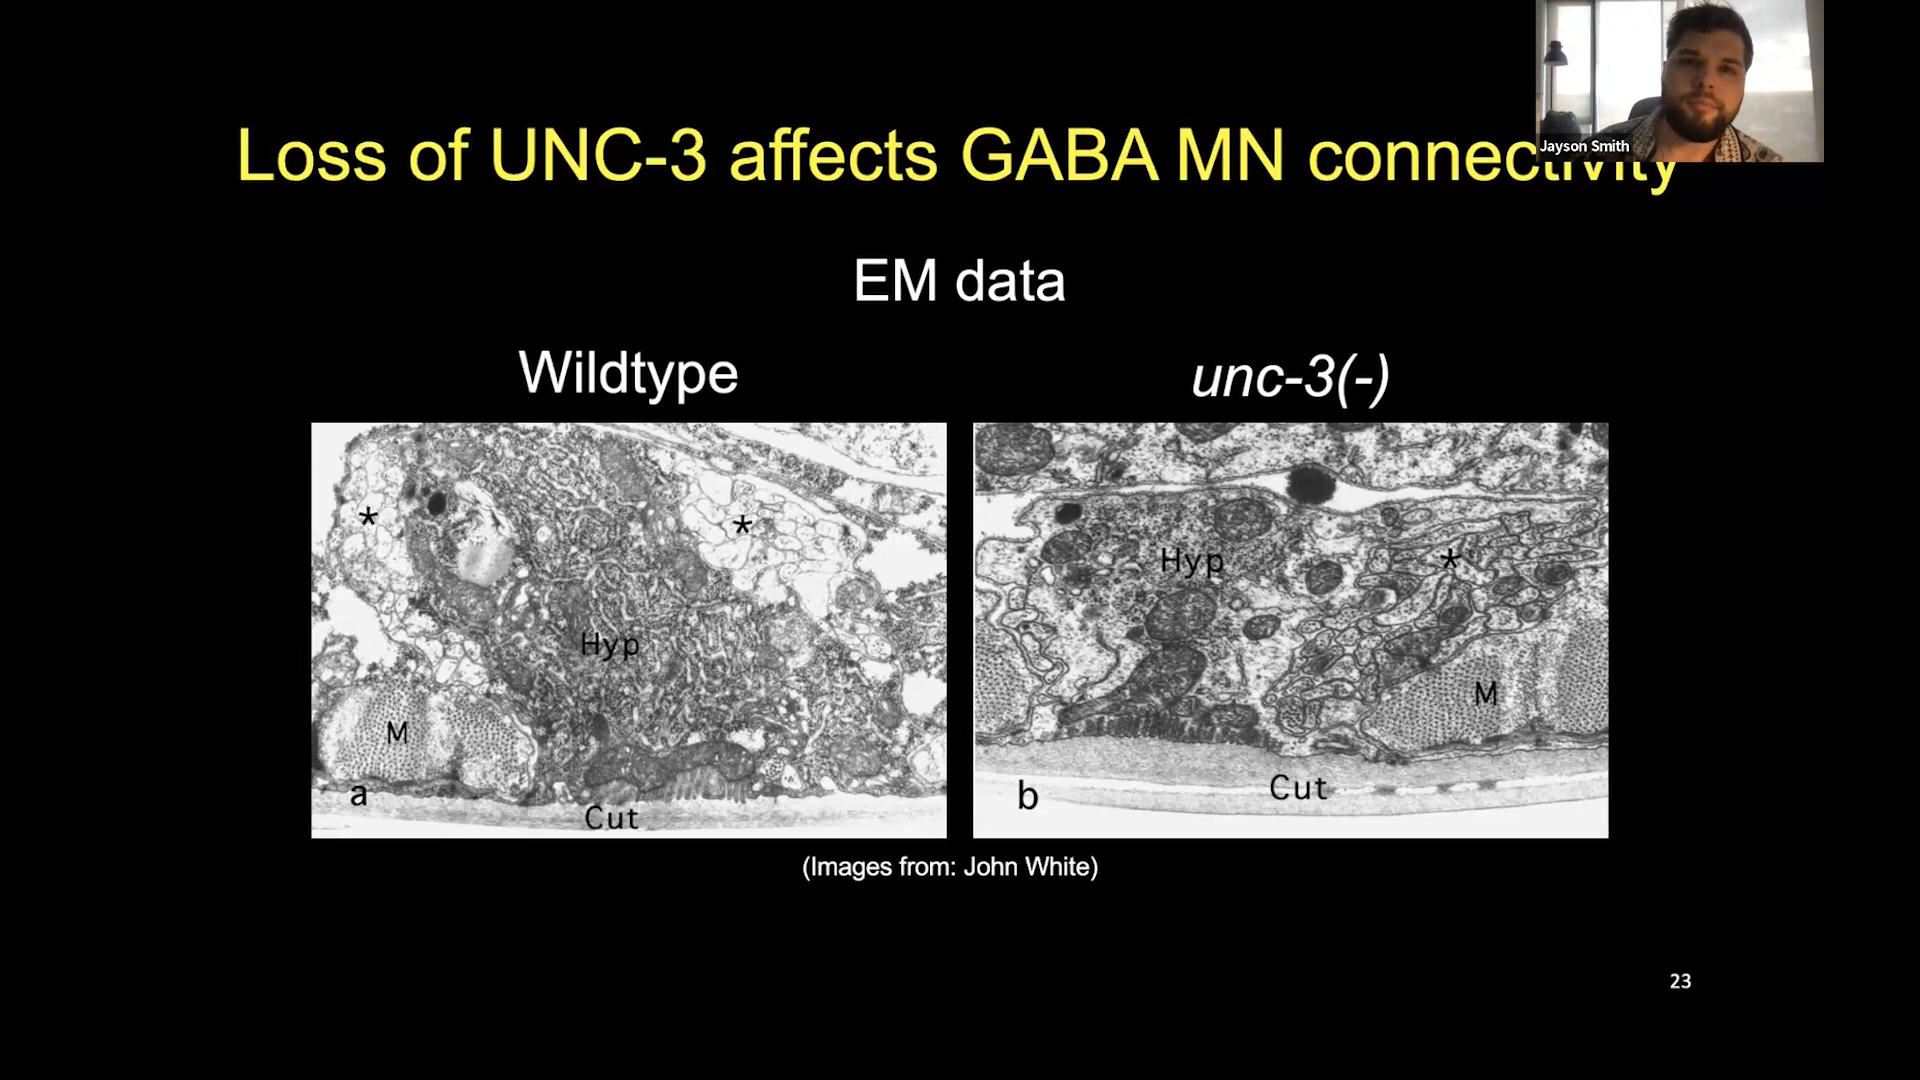 Jayson Smith
Loss of UNC-3 affects GABA MN connectivity
EM data
Wildtype
unc-3(-)
* * Hyp M a Cut
Hyp * M b Cut
(Images from: John White)
23